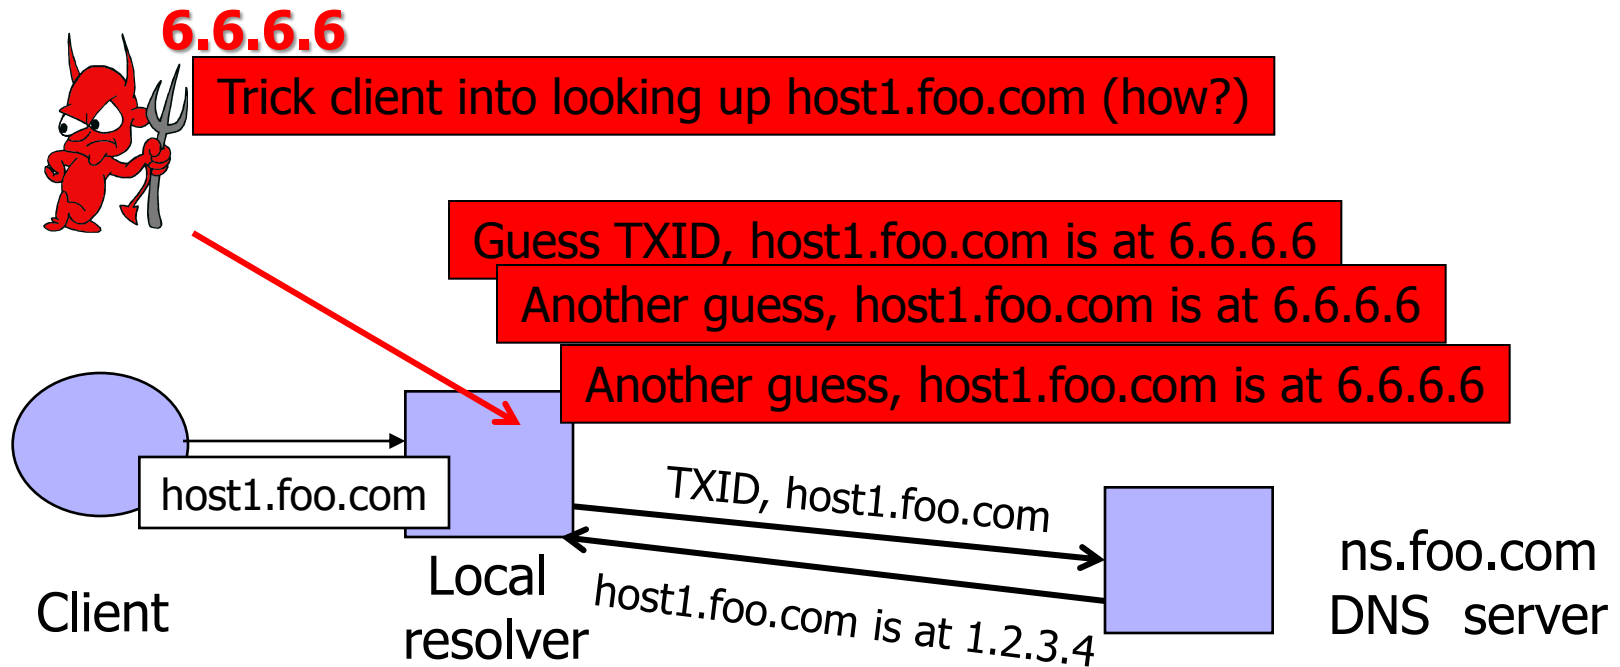 6.6.6.6
Trick client into looking up host1.foo.com (how?)
Guess TXID, host1.foo.com is at 6.6.6.6
Another guess, host1.foo.com is at 6.6.6.6
Another guess, host1.foo.com is at 6.6.6.6
host1.foo.com
TXID, host1.foo.com
host1.foo.com is at 1.2.3.4
Client
Local
resolver
ns.foo.com
DNS server